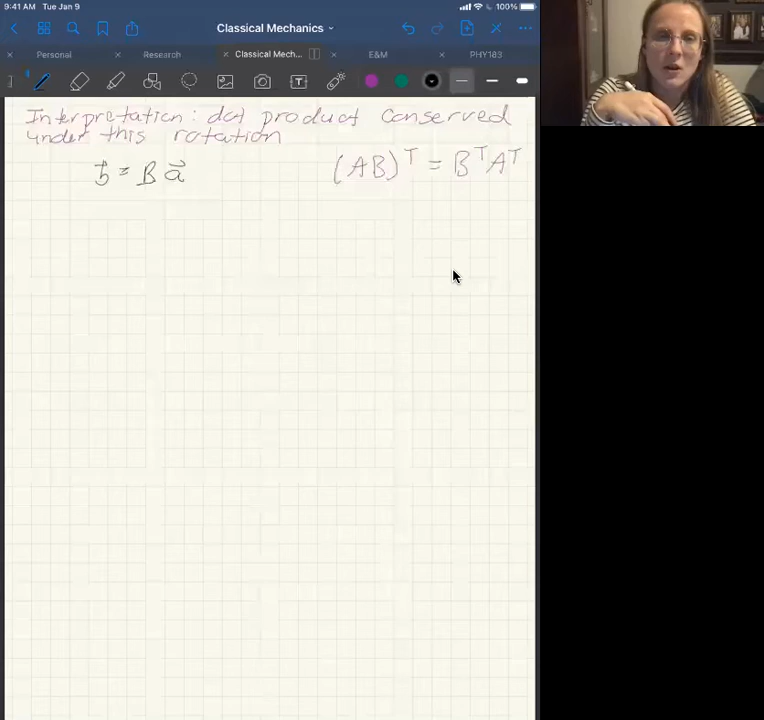 9:41 AM Tue Jan 9
100%
Classical Mechanics
Personal
Research
Classical Mech...
E&M
PHY183
Interpretation: dot product conserved
under this rotation
b⃗ = B a⃗
(AB)ᵀ = BᵀAᵀ